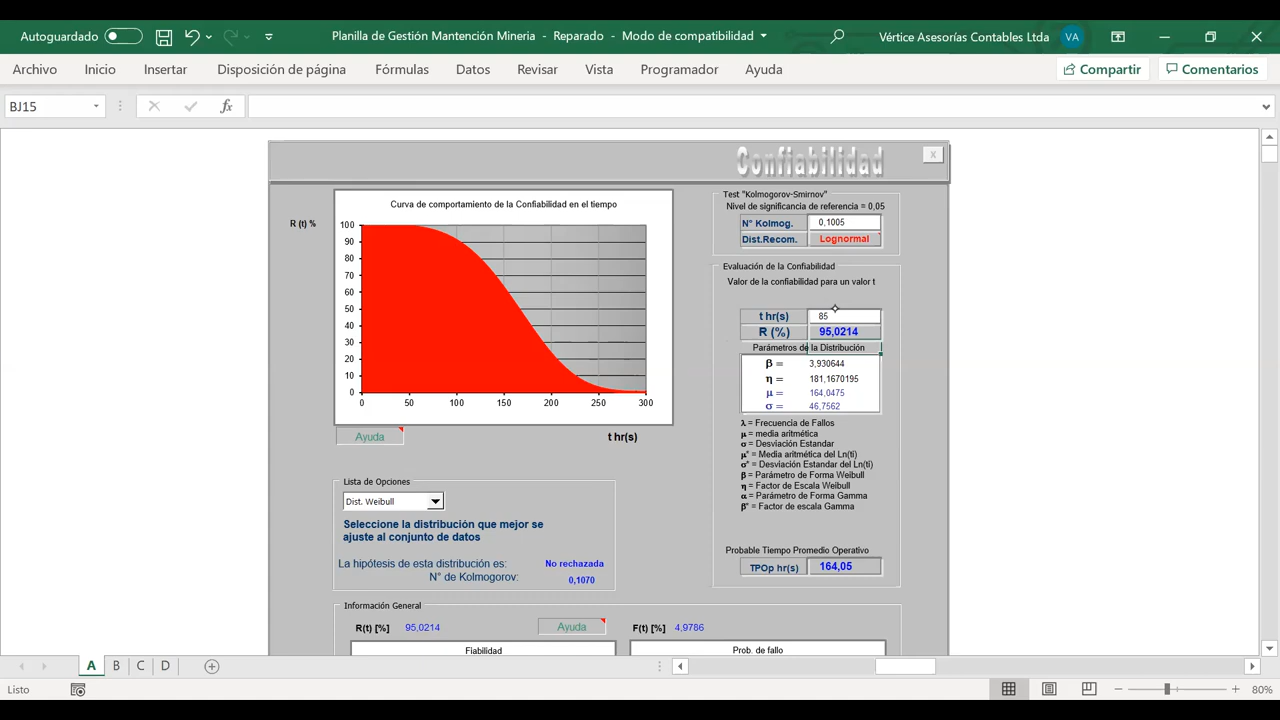 Autoguardado
Planilla de Gestión Mantención Mineria - Reparado - Modo de compatibilidad
Vértice Asesorías Contables Ltda
VA
Archivo Inicio Insertar Disposición de página Fórmulas Datos Revisar Vista Programador Ayuda
Compartir
Comentarios
BJ15
fx
Confiabilidad
X
Curva de comportamiento de la Confiabilidad en el tiempo
R (t) %
100
90
80
70
60
50
40
30
20
10
0
0 50 100 150 200 250 300
Ayuda
t hr(s)
Test "Kolmogorov-Smirnov"
Nivel de significancia de referencia = 0,05
N° Kolmog. 0,1005
Dist.Recom. Lognormal
Evaluación de la Confiabilidad
Valor de la confiabilidad para un valor t
t hr(s) 85
R (%) 95,0214
Parámetros de la Distribución
β = 3,930644
η = 181,1670195
μ = 164,0475
σ = 46,7562
λ = Frecuencia de Fallos
μ = media aritmética
σ = Desviación Estandar
μ* = Media aritmética del Ln(ti)
σ* = Desviación Estandar del Ln(ti)
β = Parámetro de Forma Weibull
η = Factor de Escala Weibull
α = Parámetro de Forma Gamma
β* = Factor de escala Gamma
Probable Tiempo Promedio Operativo
TPOp hr(s) 164,05
Lista de Opciones
Dist. Weibull
Seleccione la distribución que mejor se
ajuste al conjunto de datos
La hipótesis de esta distribución es: No rechazada
N° de Kolmogorov: 0,1070
Información General
R(t) [%] 95,0214
Ayuda
F(t) [%] 4,9786
Fiabilidad
Prob. de fallo
A B C D
Listo
80%